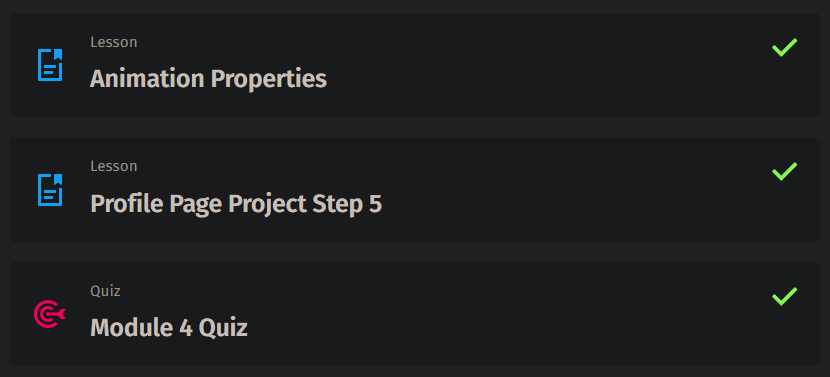 Lesson
Animation Properties
Lesson
Profile Page Project Step 5
Quiz
Module 4 Quiz